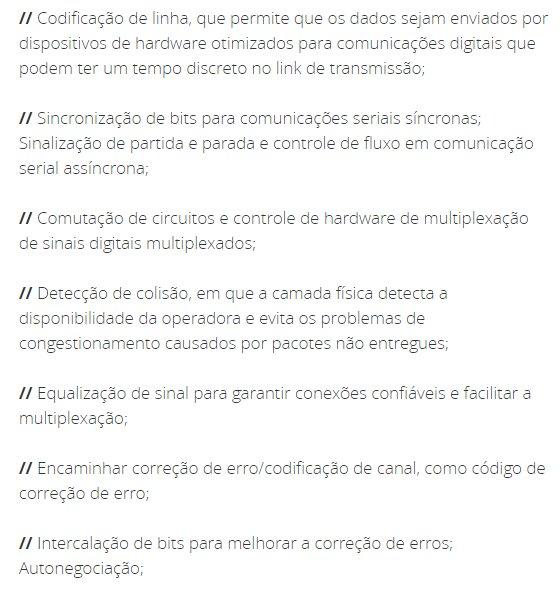 // Codificação de linha, que permite que os dados sejam enviados por
dispositivos de hardware otimizados para comunicações digitais que
podem ter um tempo discreto no link de transmissão;
// Sincronização de bits para comunicações seriais síncronas;
Sinalização de partida e parada e controle de fluxo em comunicação
serial assíncrona;
// Comutação de circuitos e controle de hardware de multiplexação
de sinais digitais multiplexados;
// Detecção de colisão, em que a camada física detecta a
disponibilidade da operadora e evita os problemas de
congestionamento causados por pacotes não entregues;
// Equalização de sinal para garantir conexões confiáveis e facilitar a
multiplexação;
// Encaminhar correção de erro/codificação de canal, como código de
correção de erro;
// Intercalação de bits para melhorar a correção de erros;
Autonegociação;